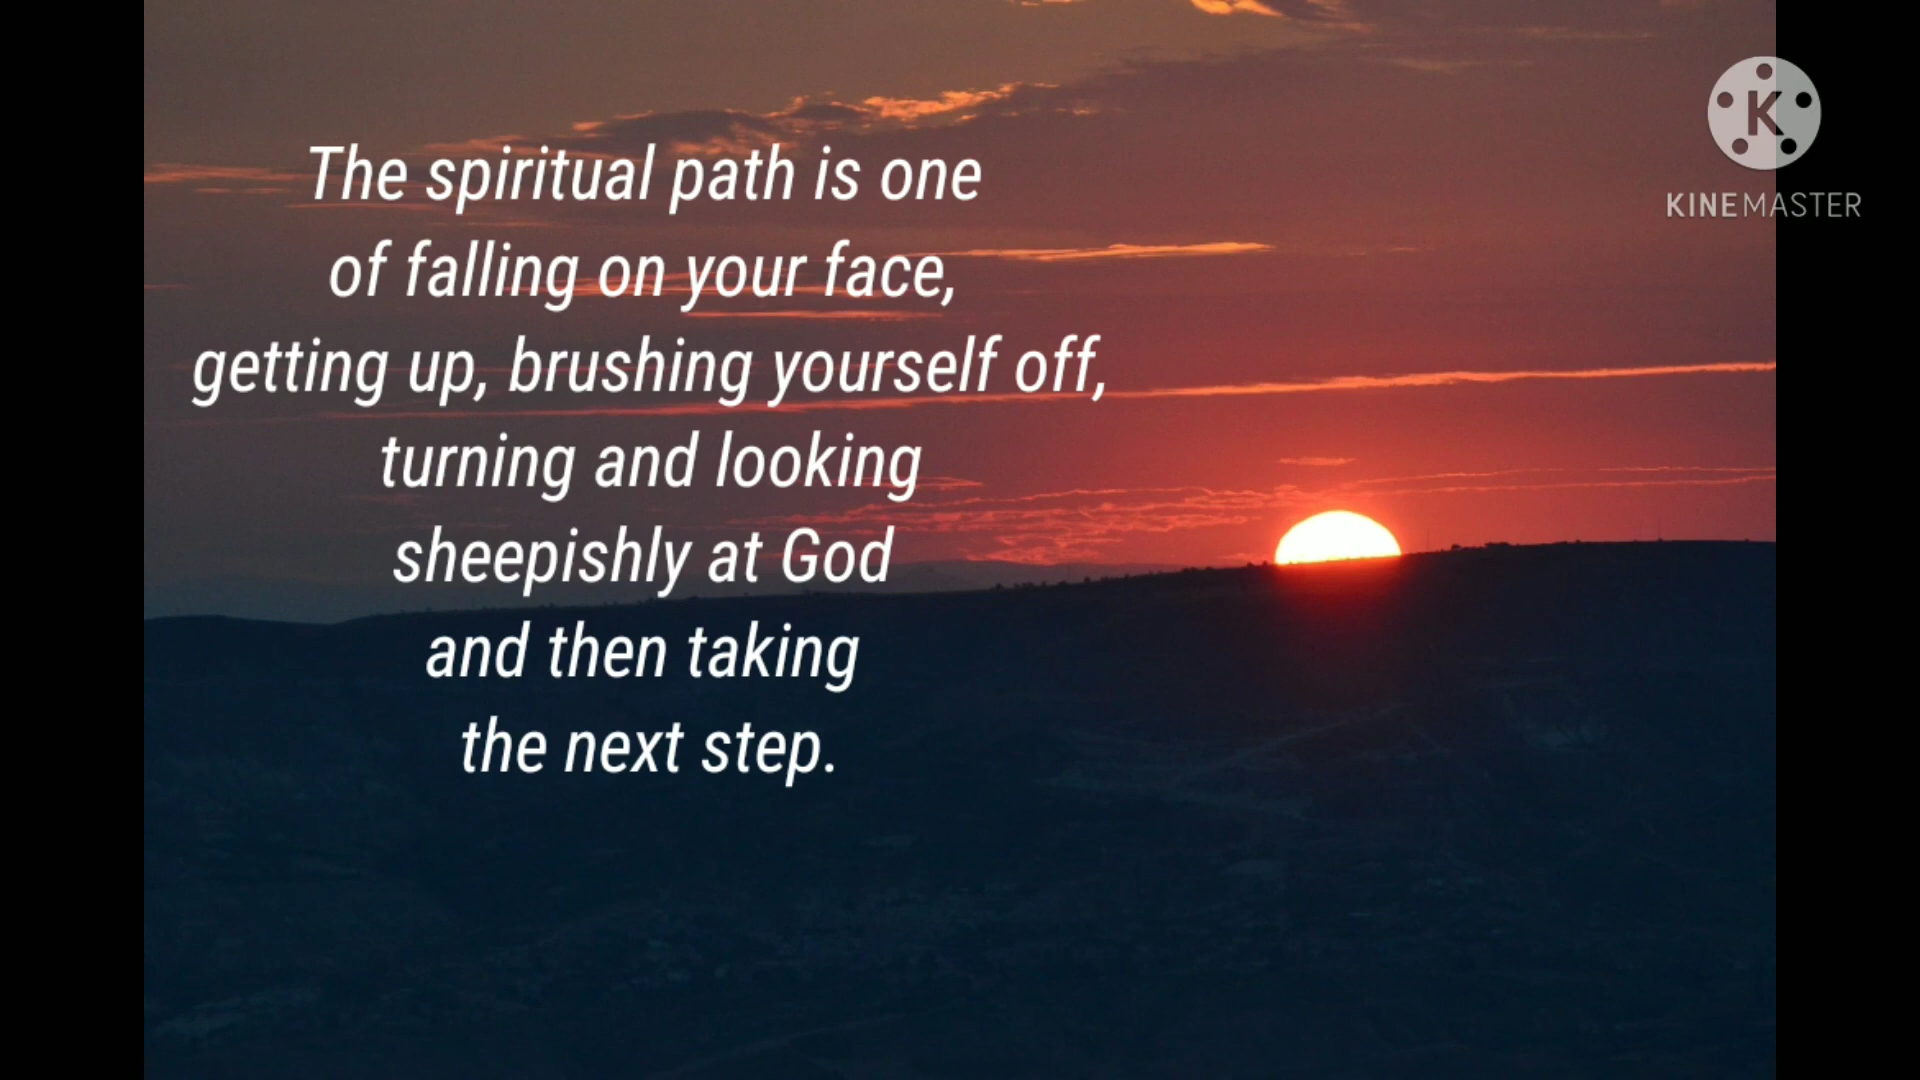 The spiritual path is one
of falling on your face,
getting up, brushing yourself off,
turning and looking
sheepishly at God
and then taking
the next step.
K
KINEMASTER